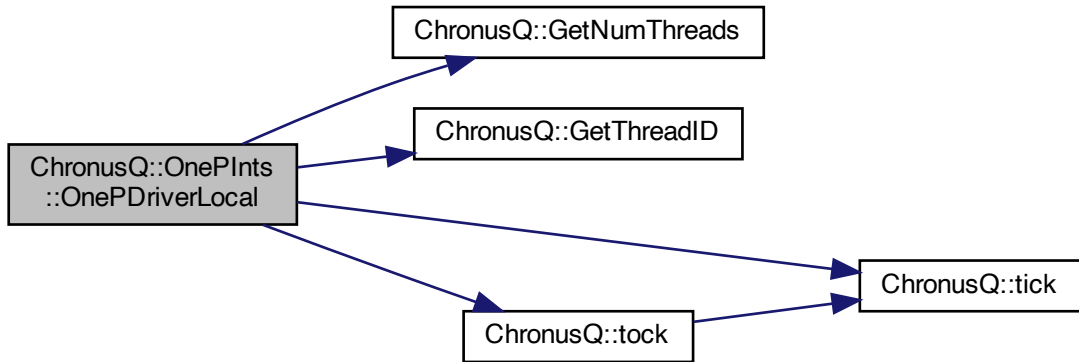 ChronusQ::GetNumThreads
ChronusQ::GetThreadID
ChronusQ::OnePInts
::OnePDriverLocal
ChronusQ::tick
ChronusQ::tock